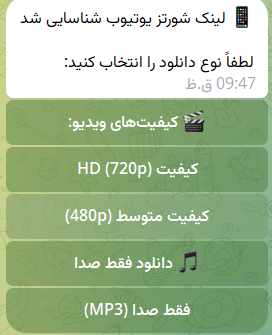 📱 لینک شورتز یوتیوب شناسایی شد
لطفاً نوع دانلود را انتخاب کنید:
09:47 ق.ظ
🎬 کیفیت‌های ویدیو:
کیفیت HD (720p)
کیفیت متوسط (480p)
🎵 دانلود فقط صدا
فقط صدا (MP3)